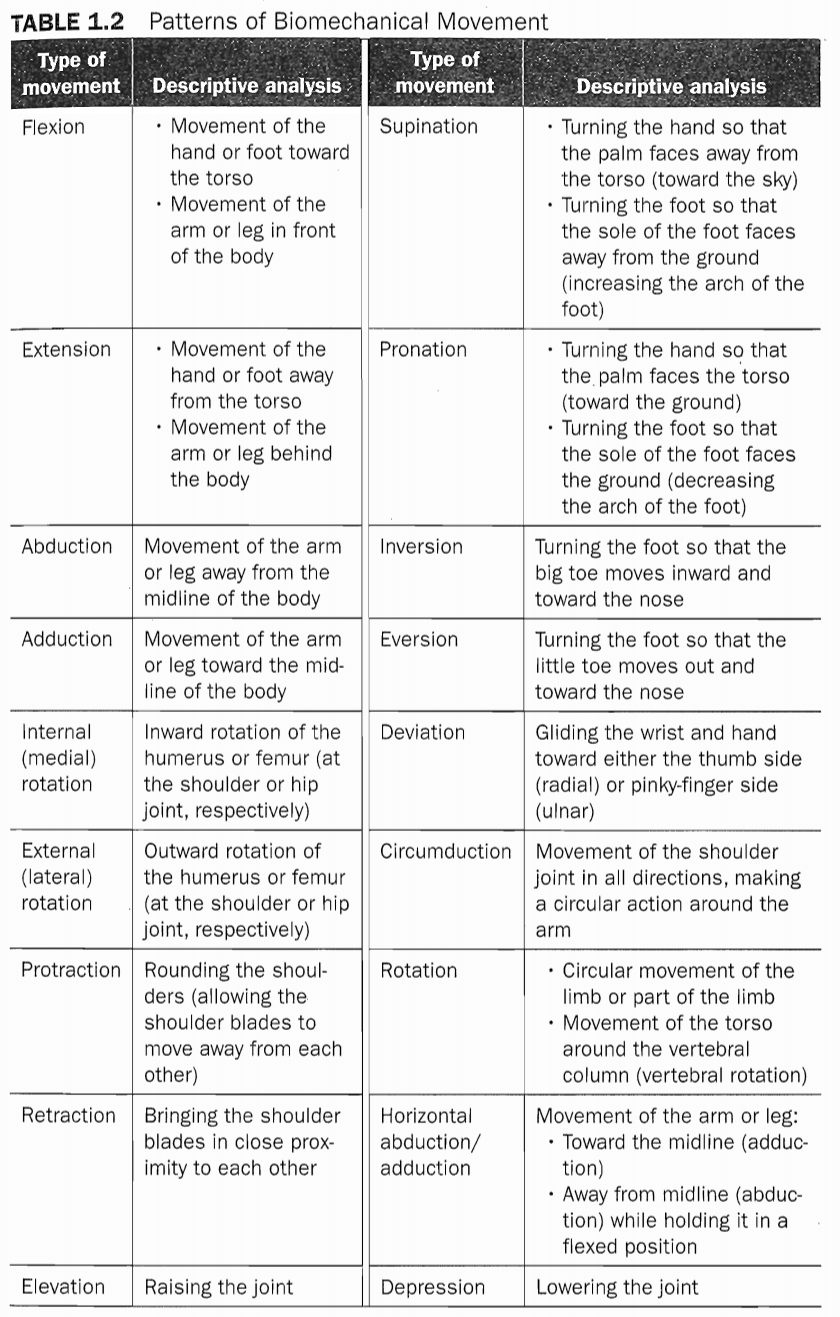 TABLE 1.2 Patterns of Biomechanical Movement
Type of
movement
Descriptive analysis
Type of
movement
Descriptive analysis
Flexion
• Movement of the
hand or foot toward
the torso
• Movement of the
arm or leg in front
of the body
Supination
• Turning the hand so that
the palm faces away from
the torso (toward the sky)
• Turning the foot so that
the sole of the foot faces
away from the ground
(increasing the arch of the
foot)
Extension
• Movement of the
hand or foot away
from the torso
• Movement of the
arm or leg behind
the body
Pronation
• Turning the hand so that
the palm faces the torso
(toward the ground)
• Turning the foot so that
the sole of the foot faces
the ground (decreasing
the arch of the foot)
Abduction
Movement of the arm
or leg away from the
midline of the body
Inversion
Turning the foot so that the
big toe moves inward and
toward the nose
Adduction
Movement of the arm
or leg toward the mid-
line of the body
Eversion
Turning the foot so that the
little toe moves out and
toward the nose
Internal
(medial)
rotation
Inward rotation of the
humerus or femur (at
the shoulder or hip
joint, respectively)
Deviation
Gliding the wrist and hand
toward either the thumb side
(radial) or pinky-finger side
(ulnar)
External
(lateral)
rotation
Outward rotation of
the humerus or femur
(at the shoulder or hip
joint, respectively)
Circumduction
Movement of the shoulder
joint in all directions, making
a circular action around the
arm
Protraction
Rounding the shoul-
ders (allowing the
shoulder blades to
move away from each
other)
Rotation
• Circular movement of the
limb or part of the limb
• Movement of the torso
around the vertebral
column (vertebral rotation)
Retraction
Bringing the shoulder
blades in close prox-
imity to each other
Horizontal
abduction/
adduction
Movement of the arm or leg:
• Toward the midline (adduc-
tion)
• Away from midline (abduc-
tion) while holding it in a
flexed position
Elevation
Raising the joint
Depression
Lowering the joint